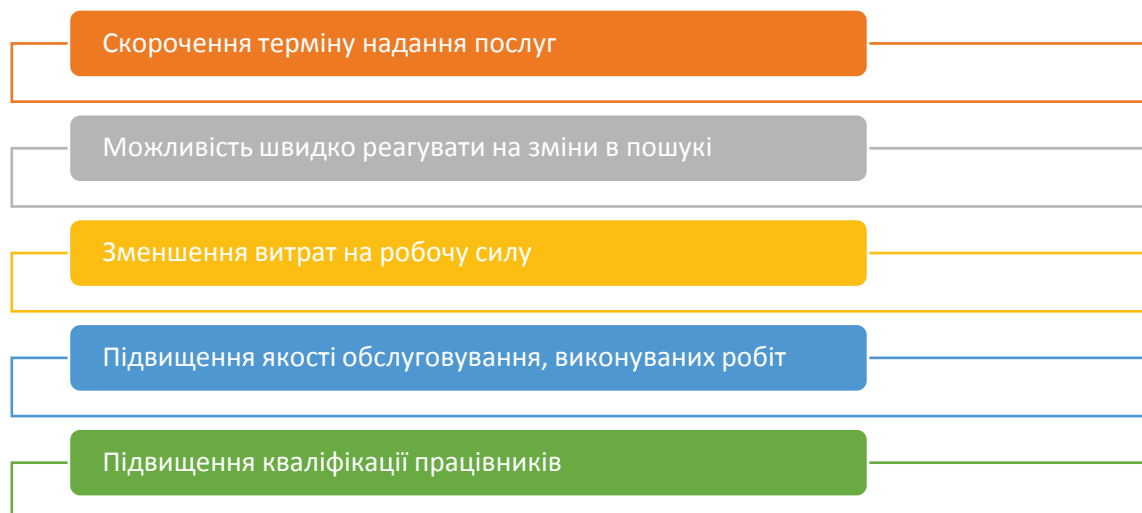 Скорочення терміну надання послуг
Можливість швидко реагувати на зміни в пошукі
Зменшення витрат на робочу силу
Підвищення якості обслуговування, виконуваних робіт
Підвищення кваліфікації працівників